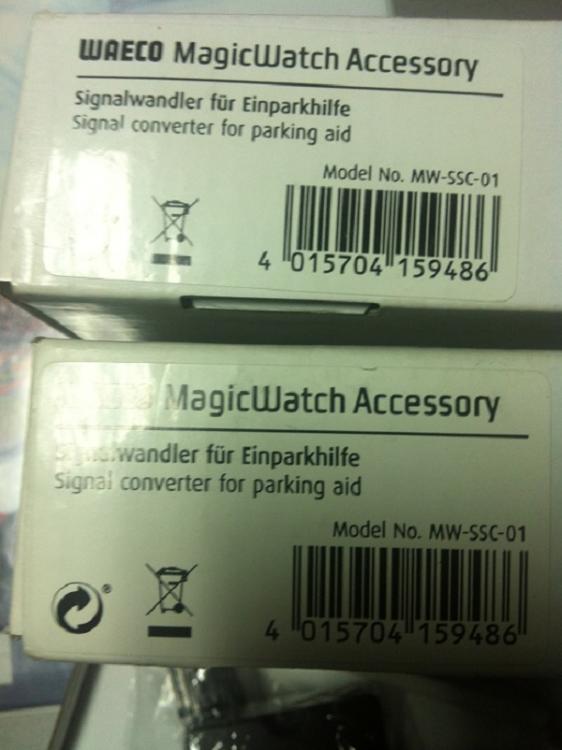 WAECO MagicWatch Accessory
Signalwandler für Einparkhilfe
Signal converter for parking aid
Model No. MW-SSC-01
4 015704 159486
MagicWatch Accessory
Signalwandler für Einparkhilfe
Signal converter for parking aid
Model No. MW-SSC-01
4 015704 159486